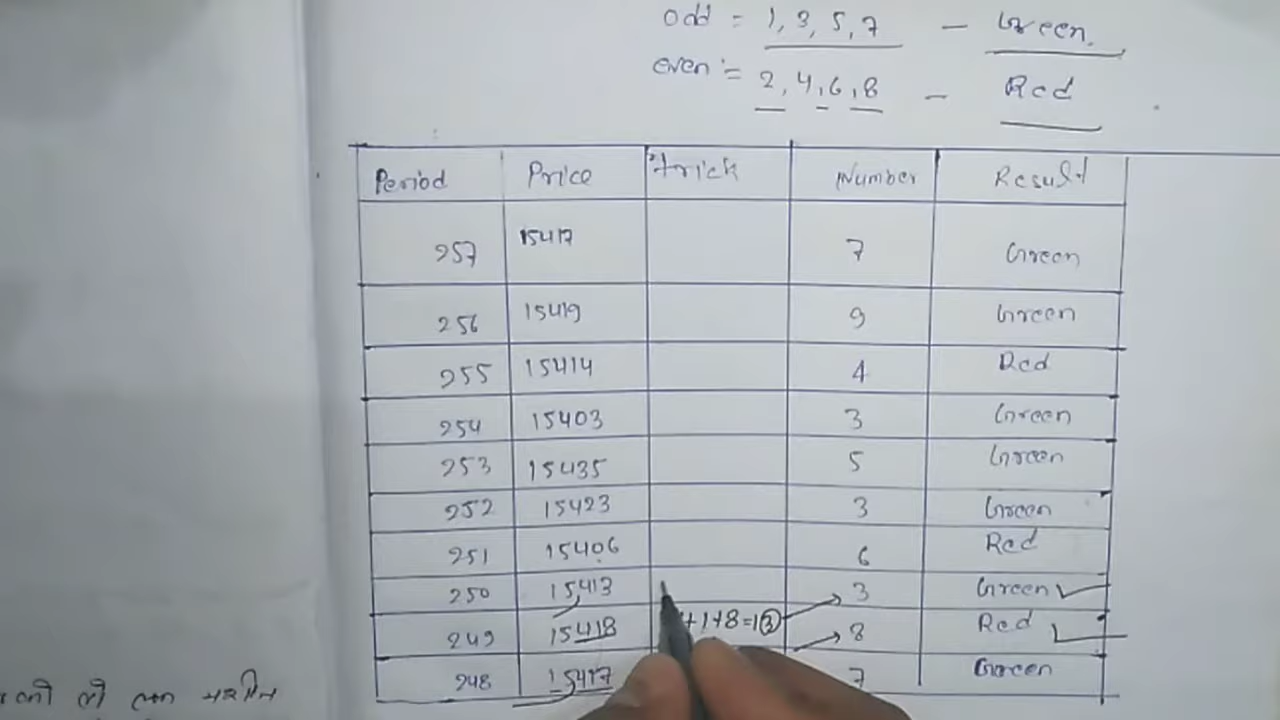 odd = 1, 3, 5, 7 - Green.
even = 2, 4, 6, 8 - Red
Period Price Trick Number Result
257 15417 7 Green
256 15419 9 Green
255 15414 4 Red
254 15403 3 Green
253 15435 5 Green
252 15423 3 Green
251 15406 6 Red
250 15413 3 Green
249 15418 +1+8=13 8 Red
248 15417 7 Green